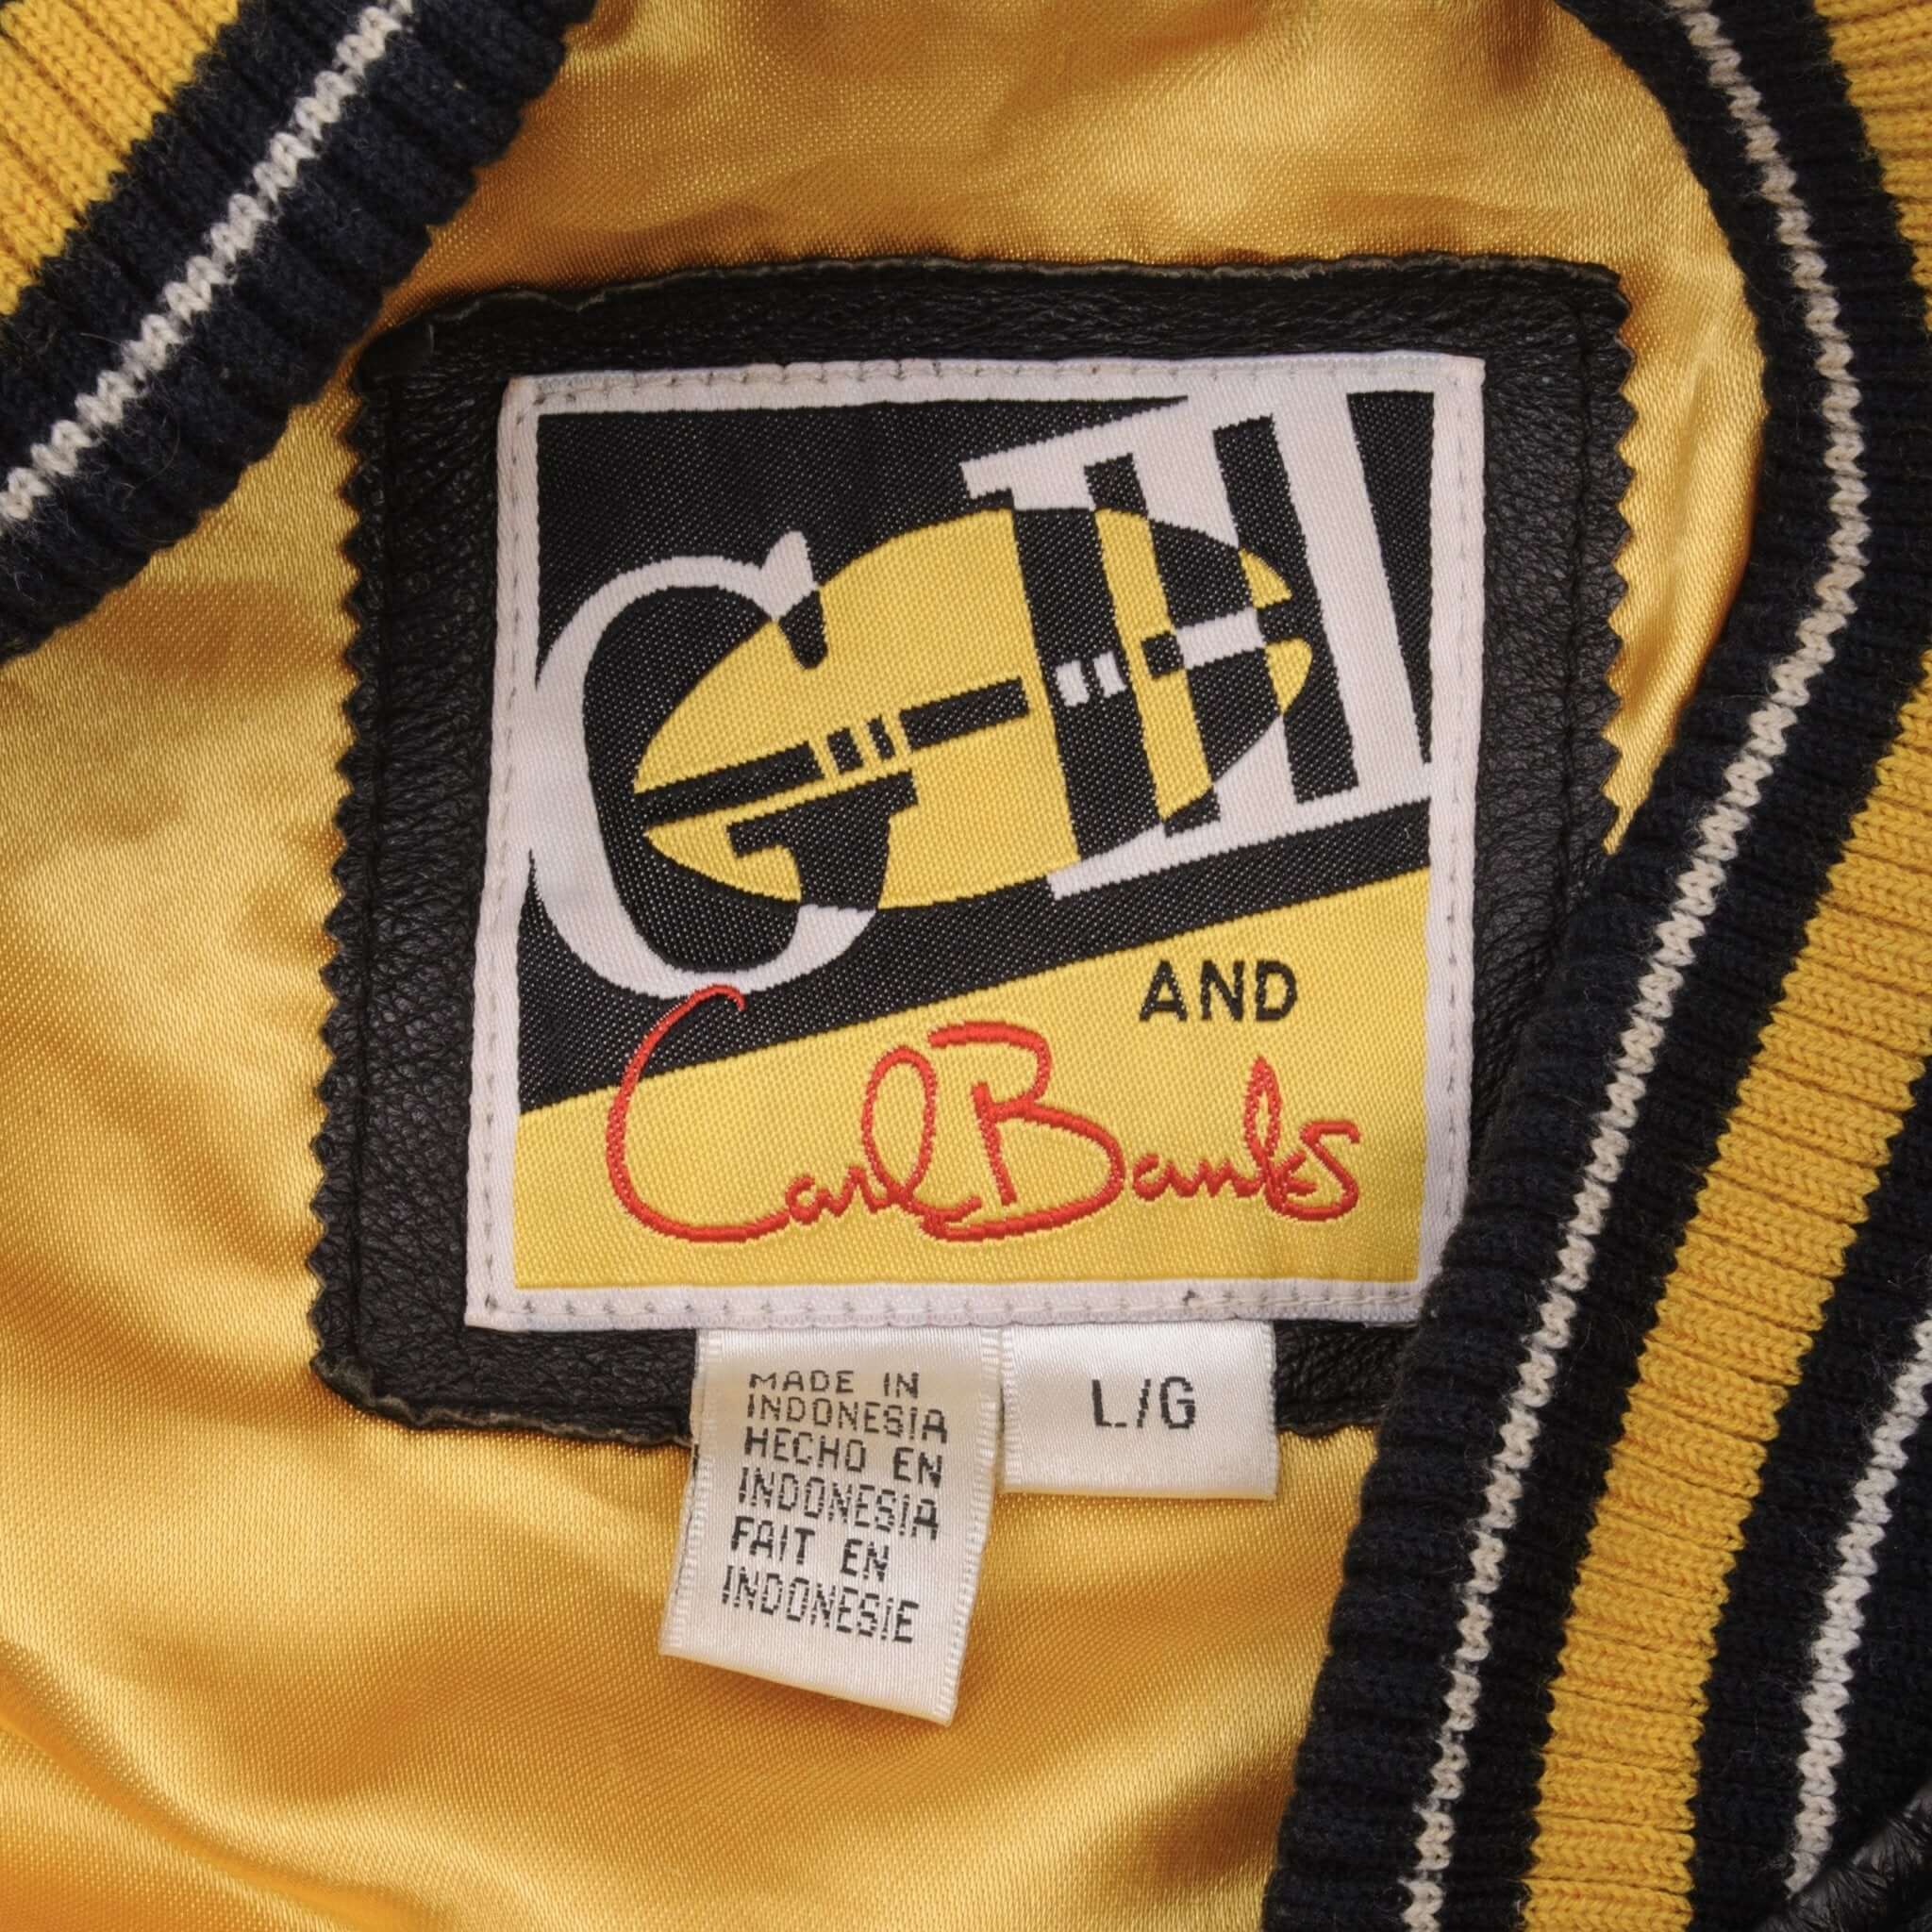 G-III
AND
Carl Banks
MADE IN
INDONESIA
HECHO EN
INDONESIA
FAIT EN
INDONESIE
L/G